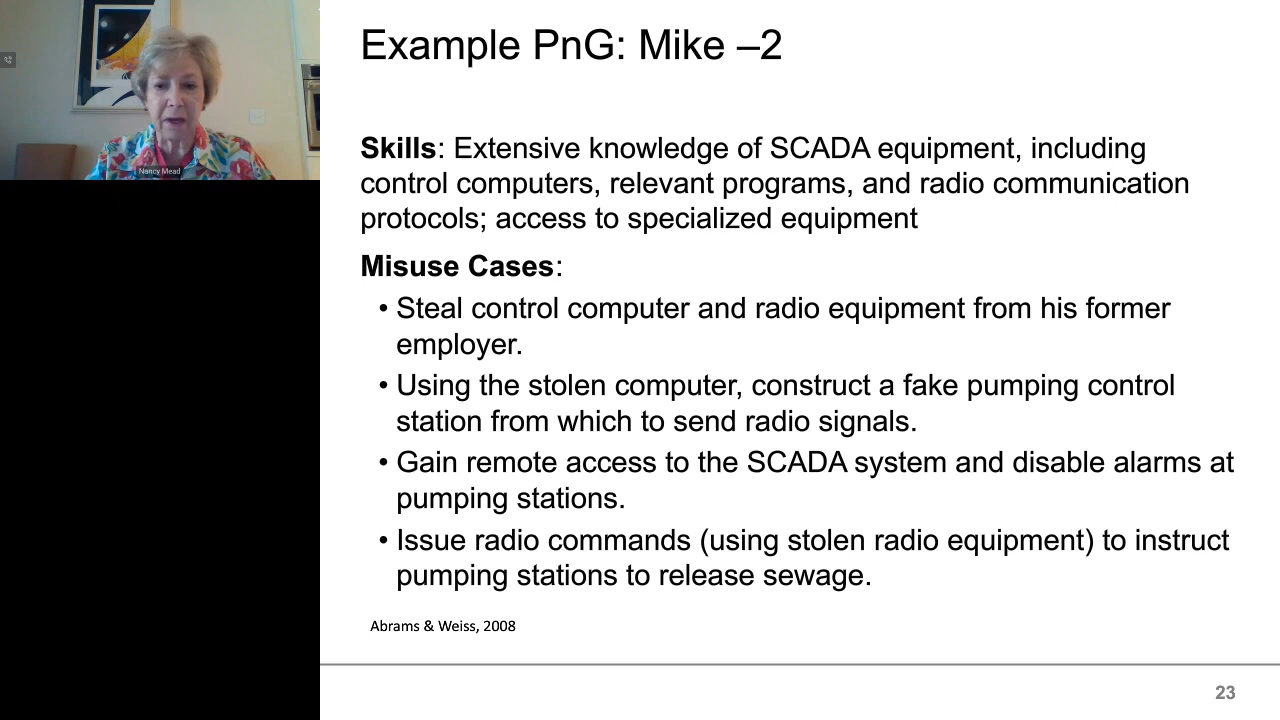 Nancy Mead
Example PnG: Mike –2
Skills: Extensive knowledge of SCADA equipment, including
control computers, relevant programs, and radio communication
protocols; access to specialized equipment
Misuse Cases:
• Steal control computer and radio equipment from his former
employer.
• Using the stolen computer, construct a fake pumping control
station from which to send radio signals.
• Gain remote access to the SCADA system and disable alarms at
pumping stations.
• Issue radio commands (using stolen radio equipment) to instruct
pumping stations to release sewage.
Abrams & Weiss, 2008
23